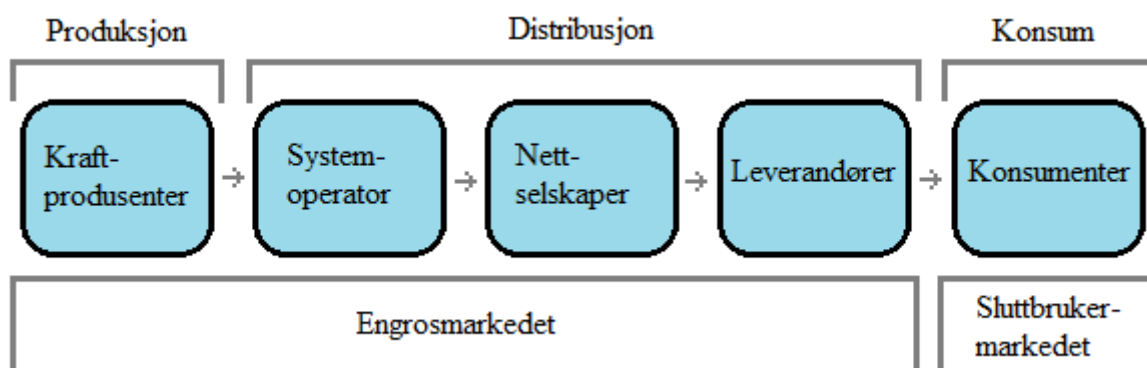 Produksjon
Distribusjon
Konsum
Kraft-
produsenter
System-
operator
Nett-
selskaper
Leverandører
Konsumenter
Engrosmarkedet
Sluttbruker-
markedet